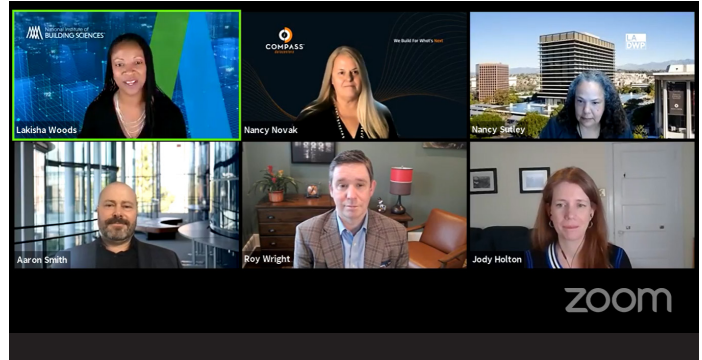 National Institute of
BUILDING SCIENCES
COMPASS
We Build For What's Next
LA
DWP
Lakisha Woods
Nancy Novak
Nancy Sutley
Aaron Smith
Roy Wright
Jody Holton
zoom